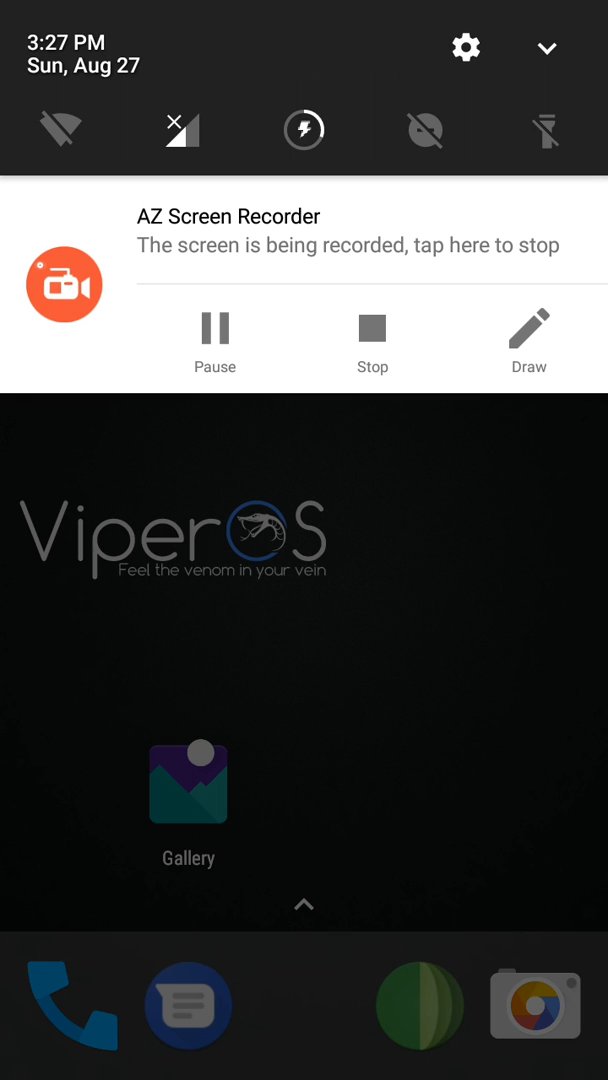 3:27 PM
Sun, Aug 27
AZ Screen Recorder
The screen is being recorded, tap here to stop
Pause
Stop
Draw
ViperOS
Feel the venom in your vein
Gallery